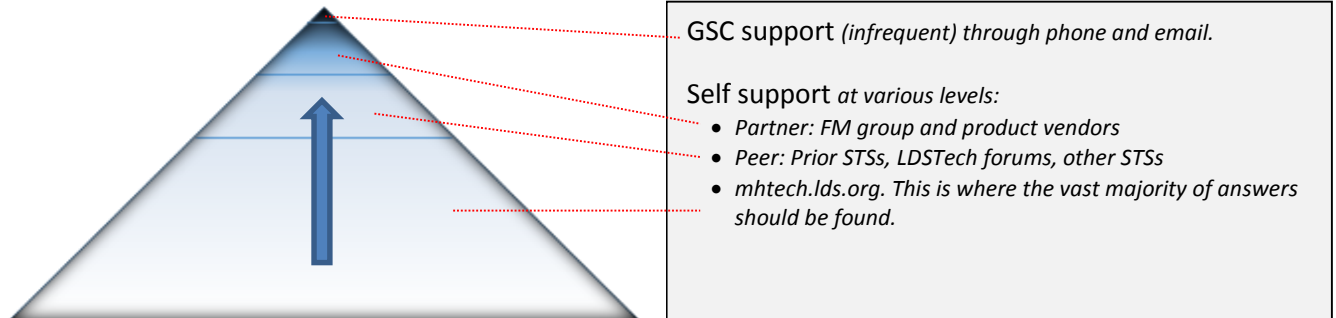 GSC support (infrequent) through phone and email.
Self support at various levels:
• Partner: FM group and product vendors
• Peer: Prior STSs, LDSTech forums, other STSs
• mhtech.lds.org. This is where the vast majority of answers
should be found.